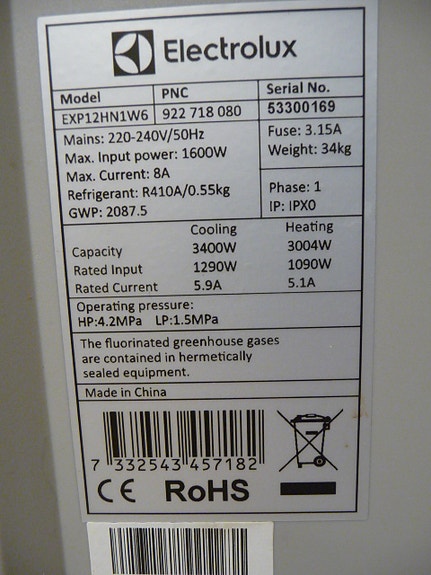 Electrolux
Model PNC Serial No.
EXP12HN1W6 922 718 080 53300169
Mains: 220-240V/50Hz
Max. Input power: 1600W
Max. Current: 8A
Refrigerant: R410A/0.55kg
GWP: 2087.5
Fuse: 3.15A
Weight: 34kg
Phase: 1
IP: IPX0
Cooling Heating
Capacity 3400W 3004W
Rated Input 1290W 1090W
Rated Current 5.9A 5.1A
Operating pressure:
HP:4.2MPa LP:1.5MPa
The fluorinated greenhouse gases
are contained in hermetically
sealed equipment.
Made in China
7 332543 457182
CE RoHS